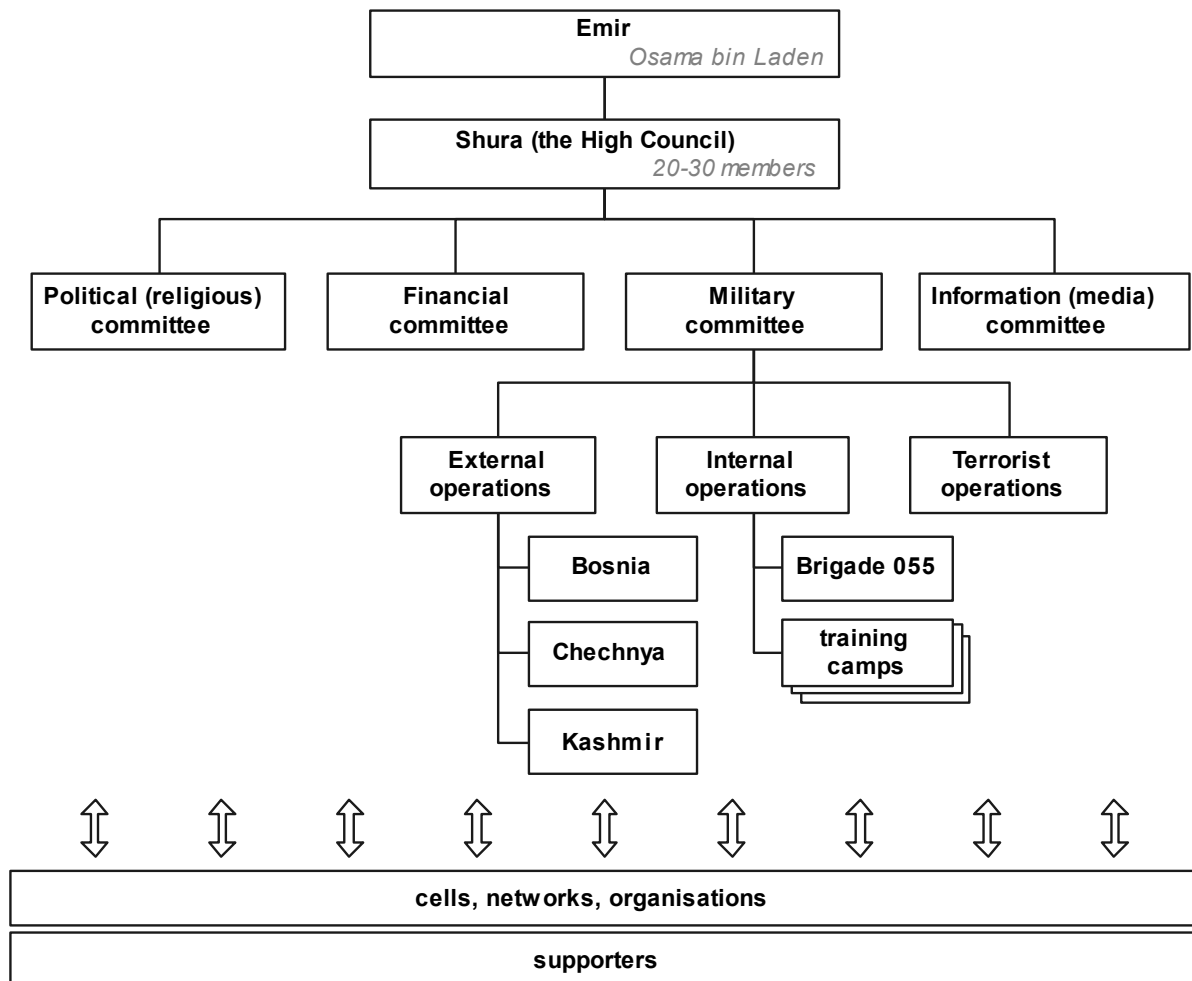 Emir
Osama bin Laden
Shura (the High Council)
20-30 members
Political (religious)
committee
Financial
committee
Military
committee
Information (media)
committee
External
operations
Internal
operations
Terrorist
operations
Bosnia
Brigade 055
Chechnya
training
camps
Kashmir
cells, networks, organisations
supporters